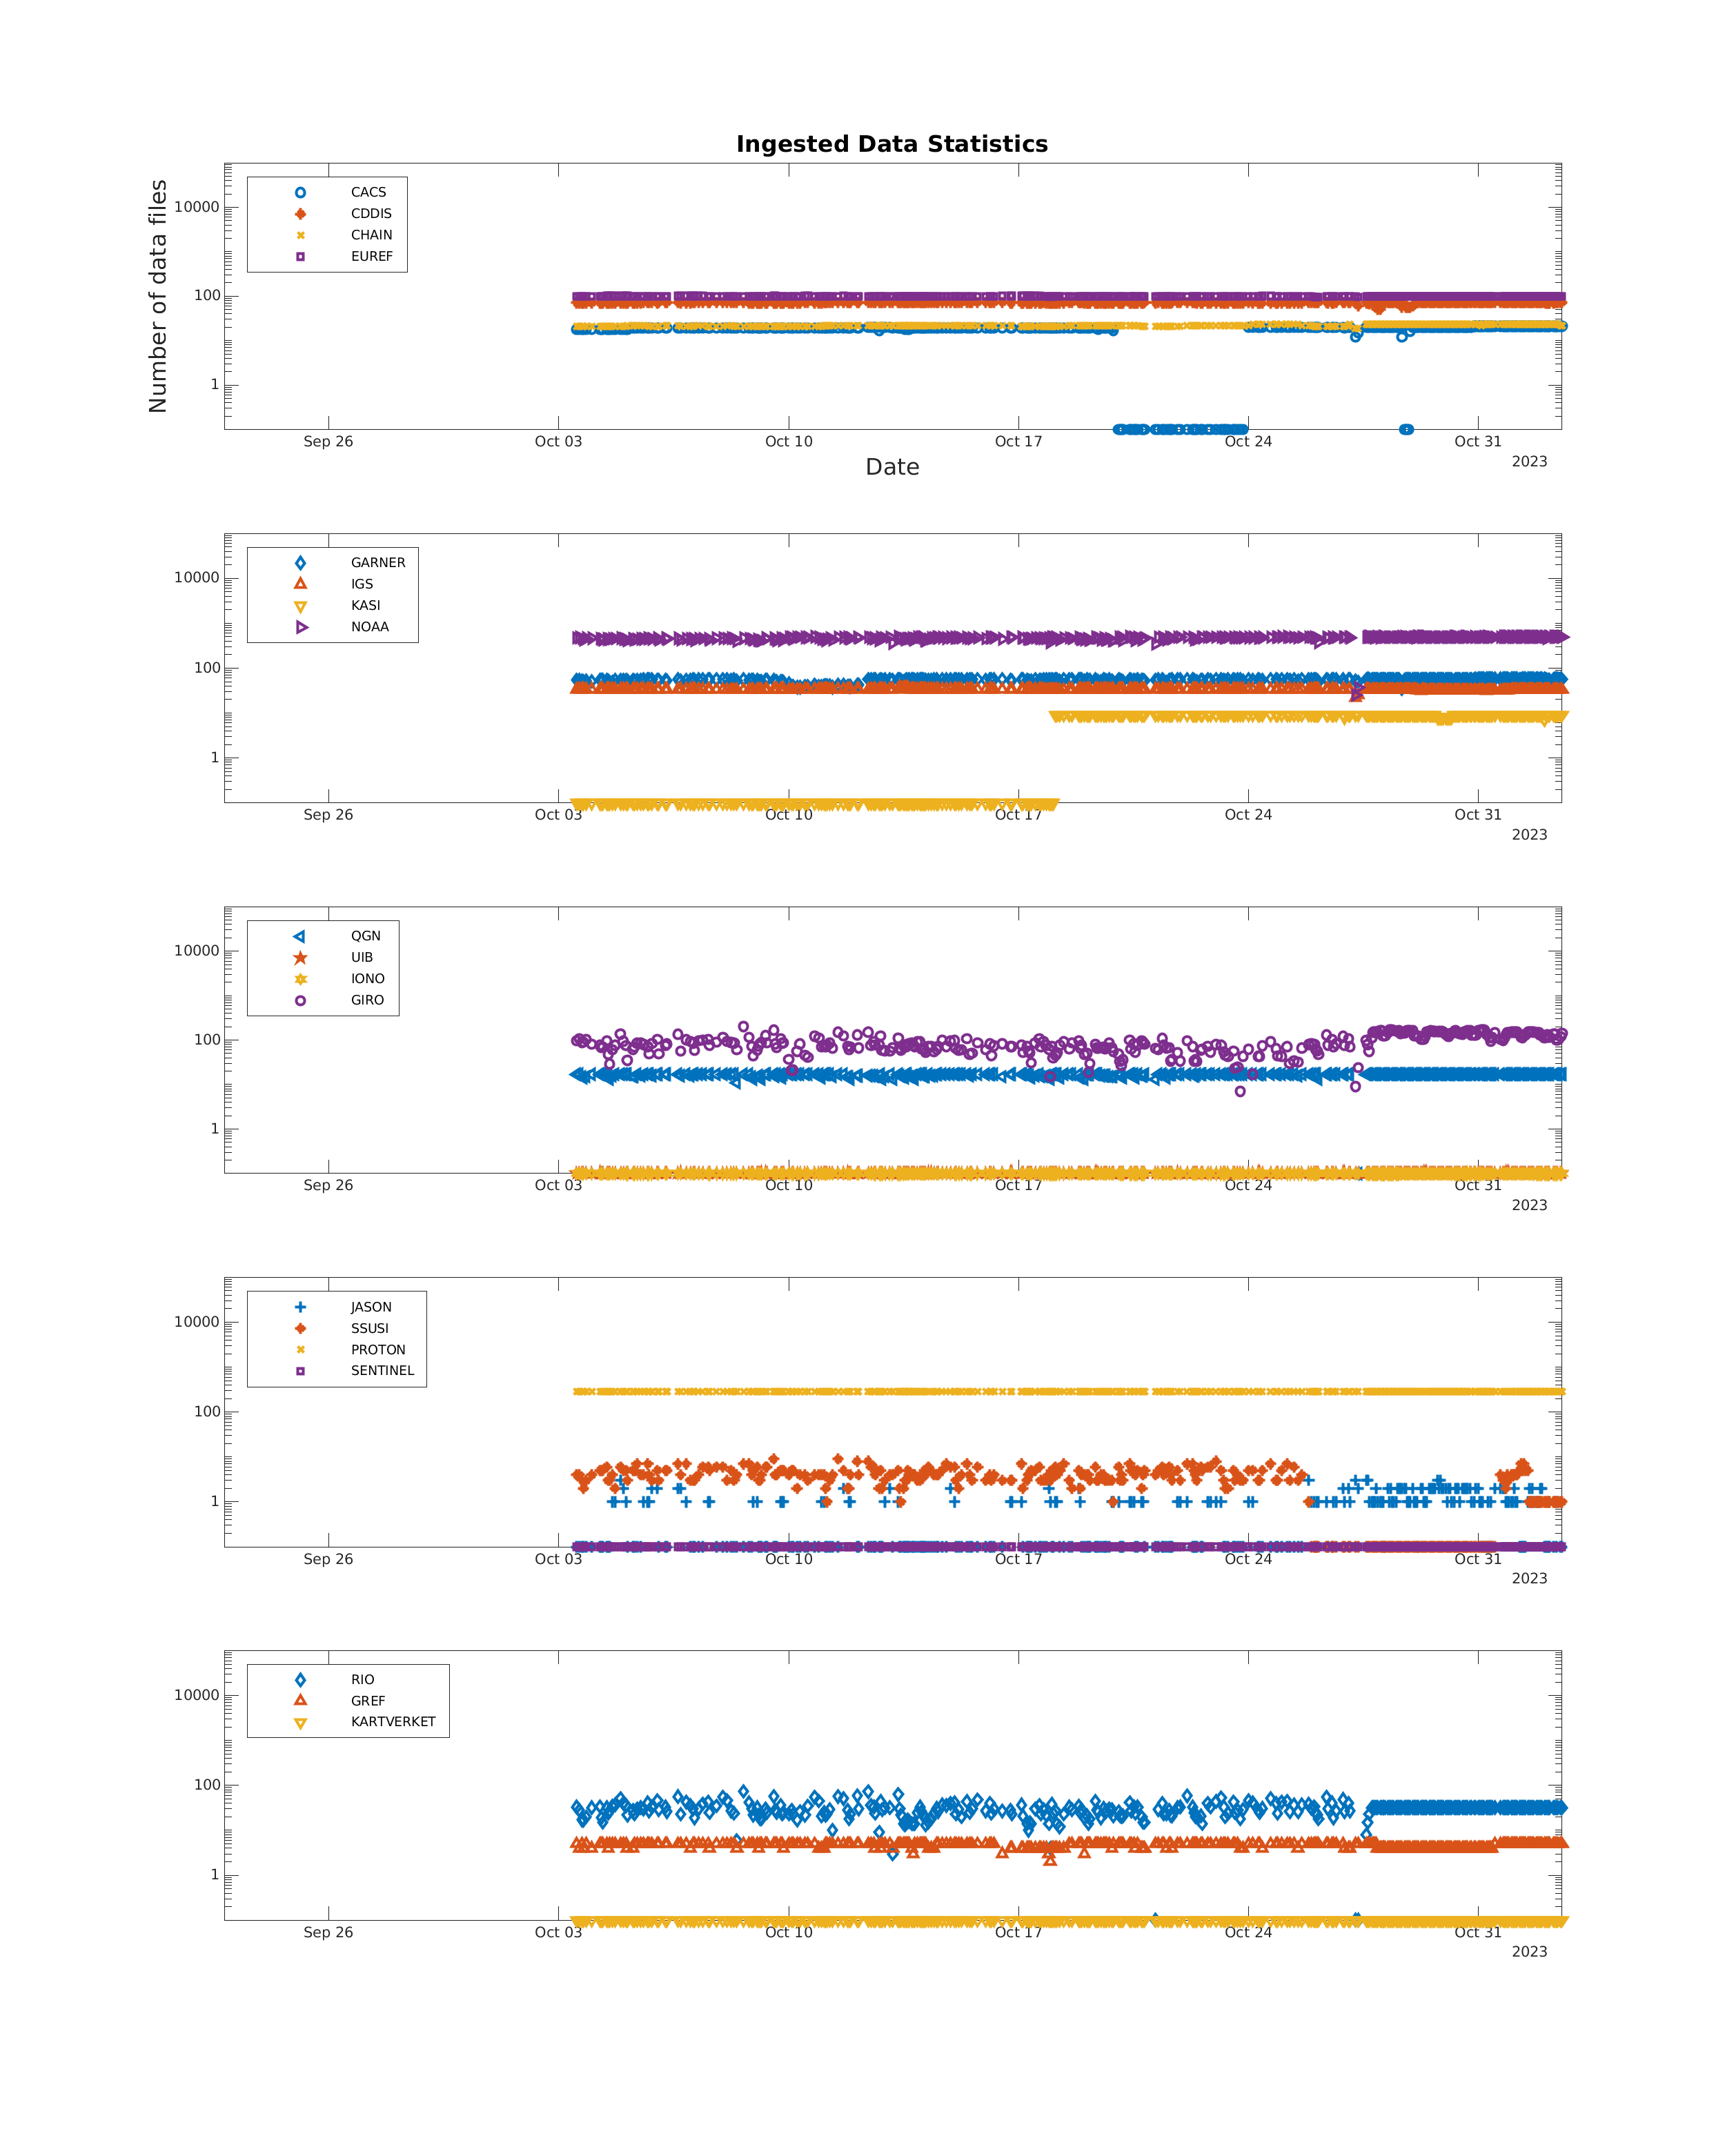 Ingested Data Statistics
Number of data files
CACS
CDDIS
CHAIN
EUREF
10000
100
1
Sep 26 Oct 03 Oct 10 Oct 17 Oct 24 Oct 31
2023
Date
GARNER
IGS
KASI
NOAA
10000
100
1
Sep 26 Oct 03 Oct 10 Oct 17 Oct 24 Oct 31
2023
QGN
UIB
IONO
GIRO
10000
100
1
Sep 26 Oct 03 Oct 10 Oct 17 Oct 24 Oct 31
2023
JASON
SSUSI
PROTON
SENTINEL
10000
100
1
Sep 26 Oct 03 Oct 10 Oct 17 Oct 24 Oct 31
2023
RIO
GREF
KARTVERKET
10000
100
1
Sep 26 Oct 03 Oct 10 Oct 17 Oct 24 Oct 31
2023